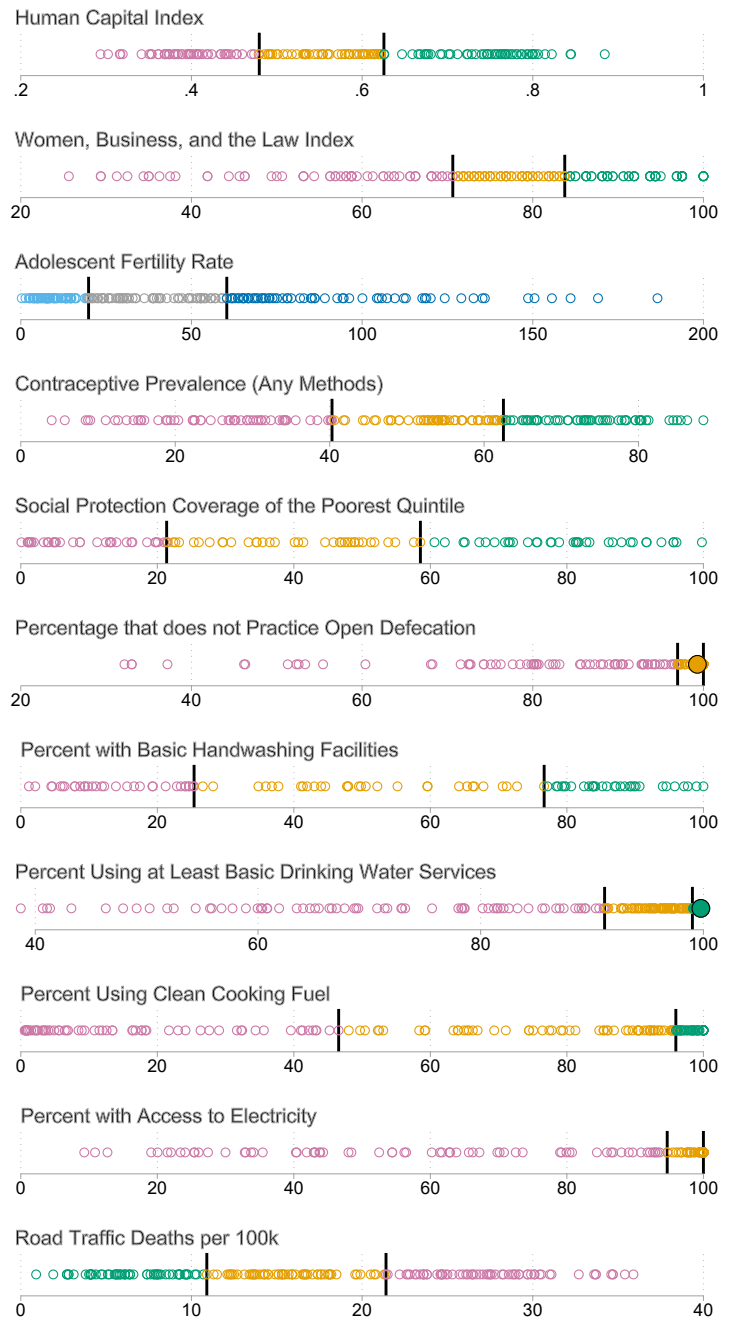 Human Capital Index
.2 .4 .6 .8 1
Women, Business, and the Law Index
20 40 60 80 100
Adolescent Fertility Rate
0 50 100 150 200
Contraceptive Prevalence (Any Methods)
0 20 40 60 80
Social Protection Coverage of the Poorest Quintile
0 20 40 60 80 100
Percentage that does not Practice Open Defecation
20 40 60 80 100
Percent with Basic Handwashing Facilities
0 20 40 60 80 100
Percent Using at Least Basic Drinking Water Services
40 60 80 100
Percent Using Clean Cooking Fuel
0 20 40 60 80 100
Percent with Access to Electricity
0 20 40 60 80 100
Road Traffic Deaths per 100k
0 10 20 30 40